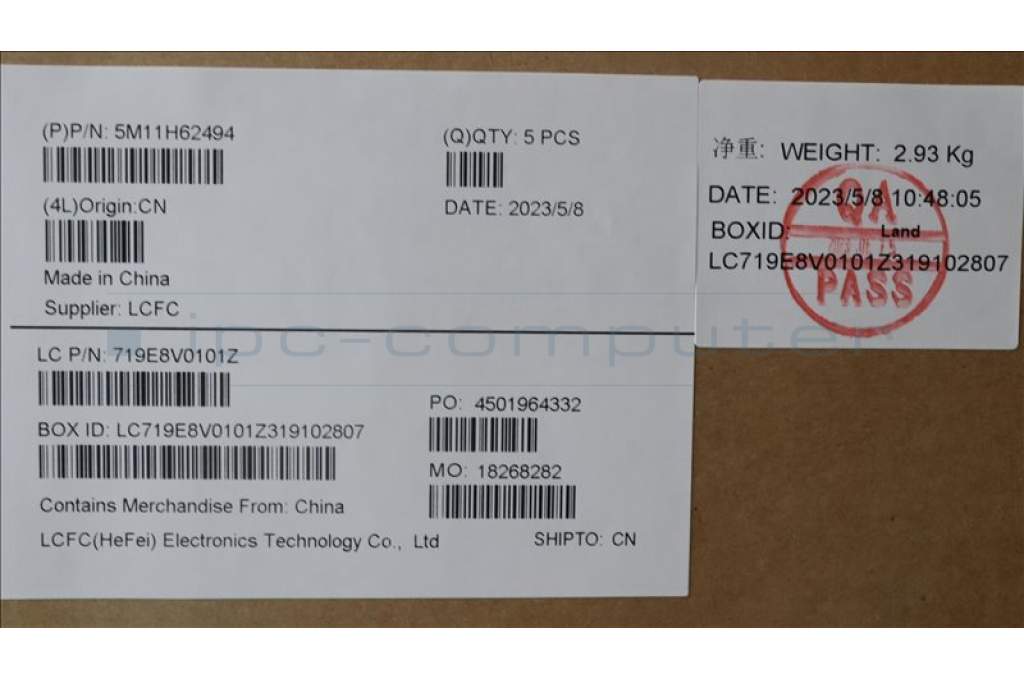 (P)P/N: 5M11H62494
(Q)QTY: 5 PCS
(4L)Origin:CN
DATE: 2023/5/8
Made in China
Supplier: LCFC
LC P/N: 719E8V0101Z
PO: 4501964332
BOX ID: LC719E8V0101Z319102807
MO: 18268282
Contains Merchandise From: China
LCFC(HeFei) Electronics Technology Co., Ltd
SHIPTO: CN
净重: WEIGHT: 2.93 Kg
DATE: 2023/5/8 10:48:05
BOXID: Land
LC719E8V0101Z319102807
QA
PASS
ipc-computer